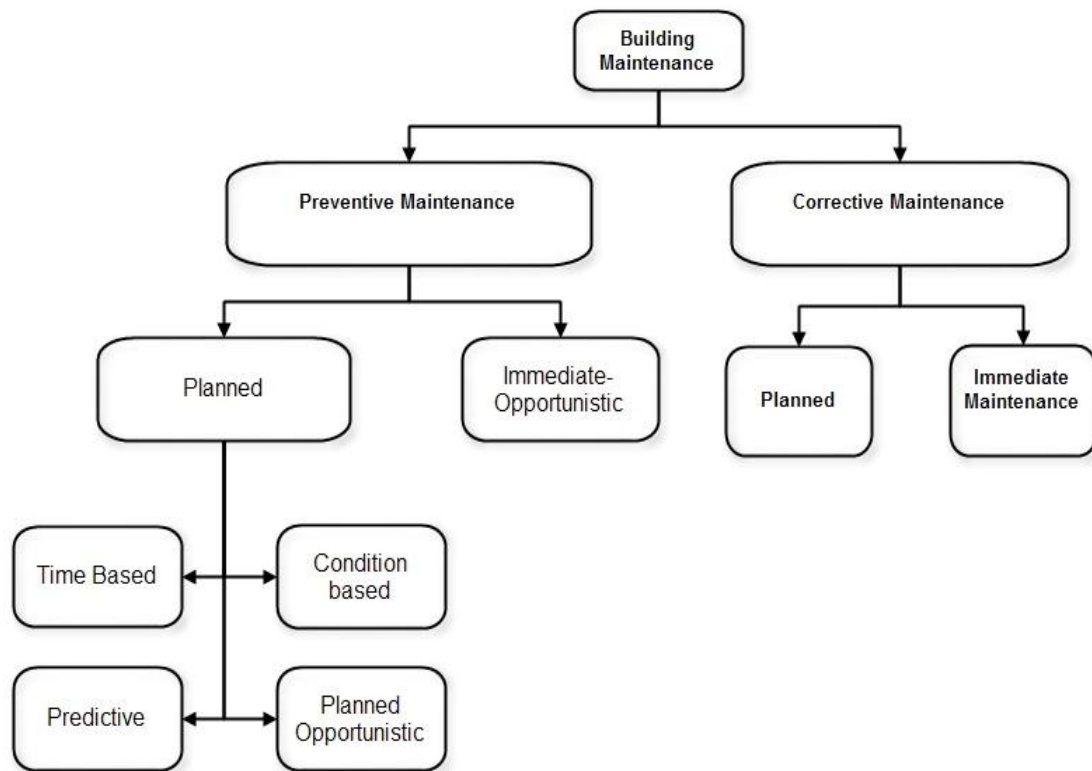 Building
Maintenance
Preventive Maintenance
Corrective Maintenance
Planned
Immediate-
Opportunistic
Planned
Immediate
Maintenance
Time Based
Condition
based
Predictive
Planned
Opportunistic